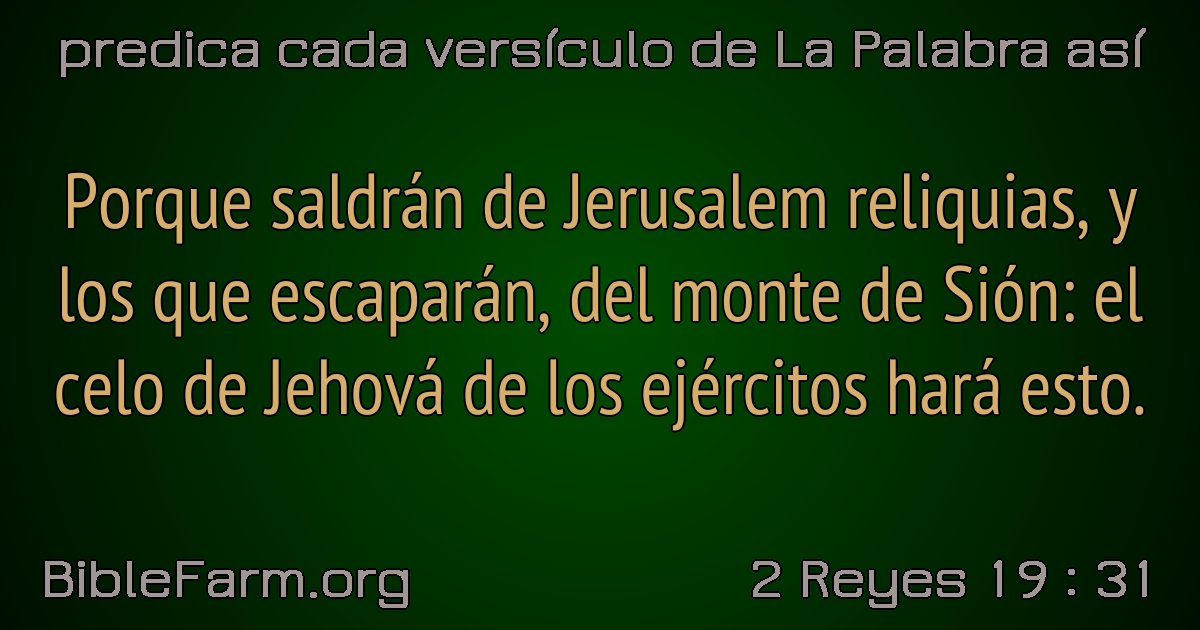 predica cada versículo de La Palabra así
Porque saldrán de Jerusalem reliquias, y
los que escaparán, del monte de Sión: el
celo de Jehová de los ejércitos hará esto.
BibleFarm.org
2 Reyes 19 : 31